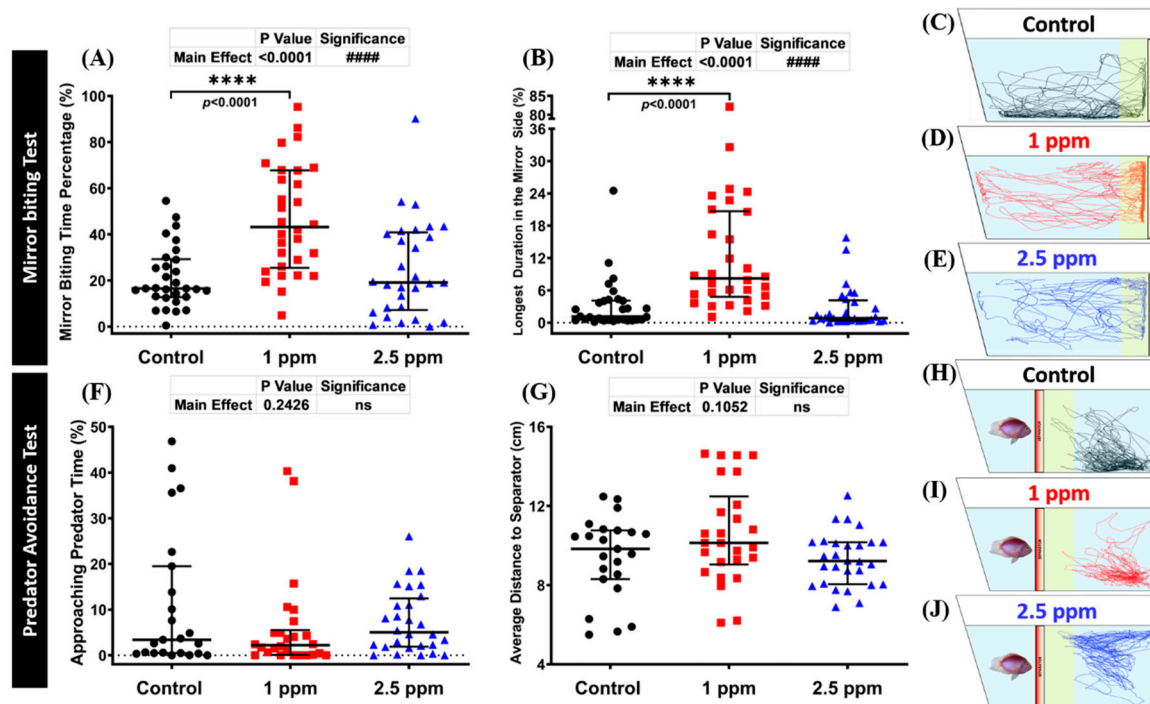 Mirror biting Test
(A)
P Value Significance
Main Effect <0.0001 ####
****
p<0.0001
Mirror Biting Time Percentage (%)
100
80
60
40
20
0
Control 1 ppm 2.5 ppm
(B)
P Value Significance
Main Effect <0.0001 ####
****
p<0.0001
Longest Duration in the Mirror Side (%)
85
80
36
30
24
18
12
6
0
Control 1 ppm 2.5 ppm
(C)
Control
(D)
1 ppm
(E)
2.5 ppm
Predator Avoidance Test
(F)
P Value Significance
Main Effect 0.2426 ns
Approaching Predator Time (%)
50
40
30
20
10
0
Control 1 ppm 2.5 ppm
(G)
P Value Significance
Main Effect 0.1052 ns
Average Distance to Separator (cm)
16
12
8
4
Control 1 ppm 2.5 ppm
(H)
Control
SEPARATOR
(I)
1 ppm
SEPARATOR
(J)
2.5 ppm
SEPARATOR